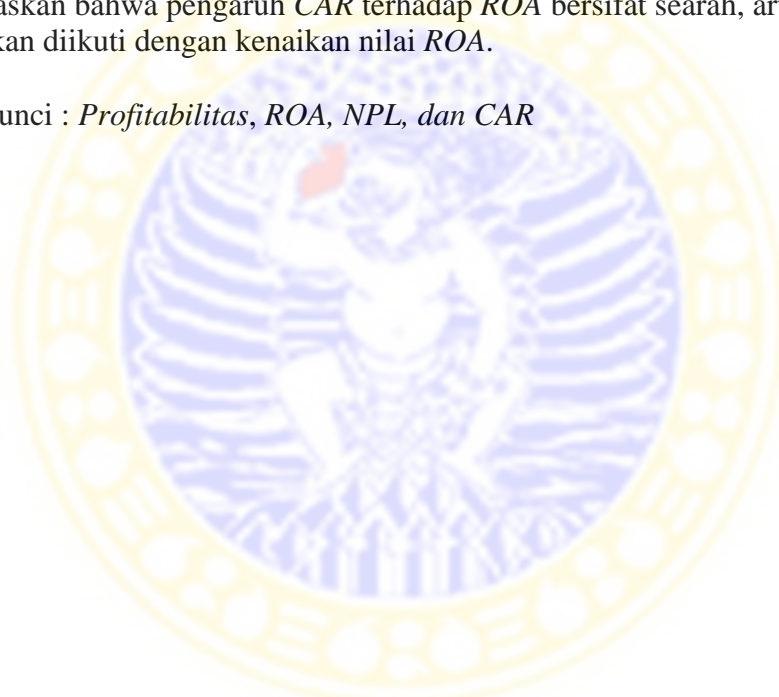 askan bahwa pengaruh CAR terhadap ROA bersifat searah, ar
kan diikuti dengan kenaikan nilai ROA.
unci : Profitabilitas, ROA, NPL, dan CAR